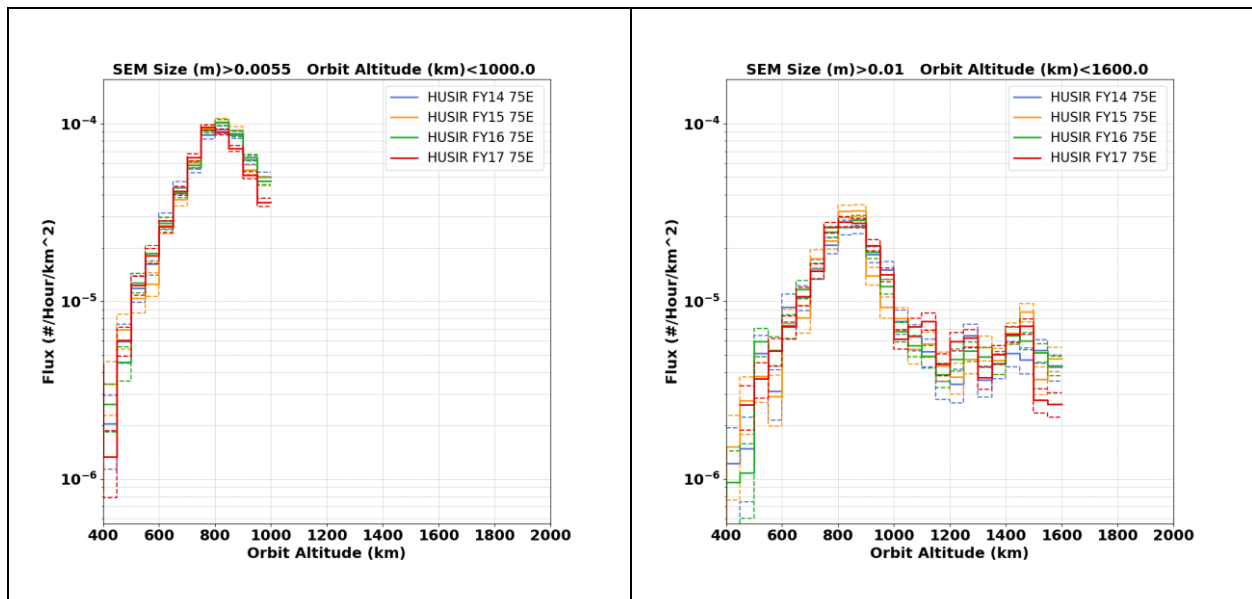 SEM Size (m)>0.0055 Orbit Altitude (km)<1000.0
HUSIR FY14 75E
HUSIR FY15 75E
HUSIR FY16 75E
HUSIR FY17 75E
10^-4
10^-5
10^-6
Flux (#/Hour/km^2)
400 600 800 1000 1200 1400 1600 1800 2000
Orbit Altitude (km)
SEM Size (m)>0.01 Orbit Altitude (km)<1600.0
HUSIR FY14 75E
HUSIR FY15 75E
HUSIR FY16 75E
HUSIR FY17 75E
10^-4
10^-5
10^-6
Flux (#/Hour/km^2)
400 600 800 1000 1200 1400 1600 1800 2000
Orbit Altitude (km)